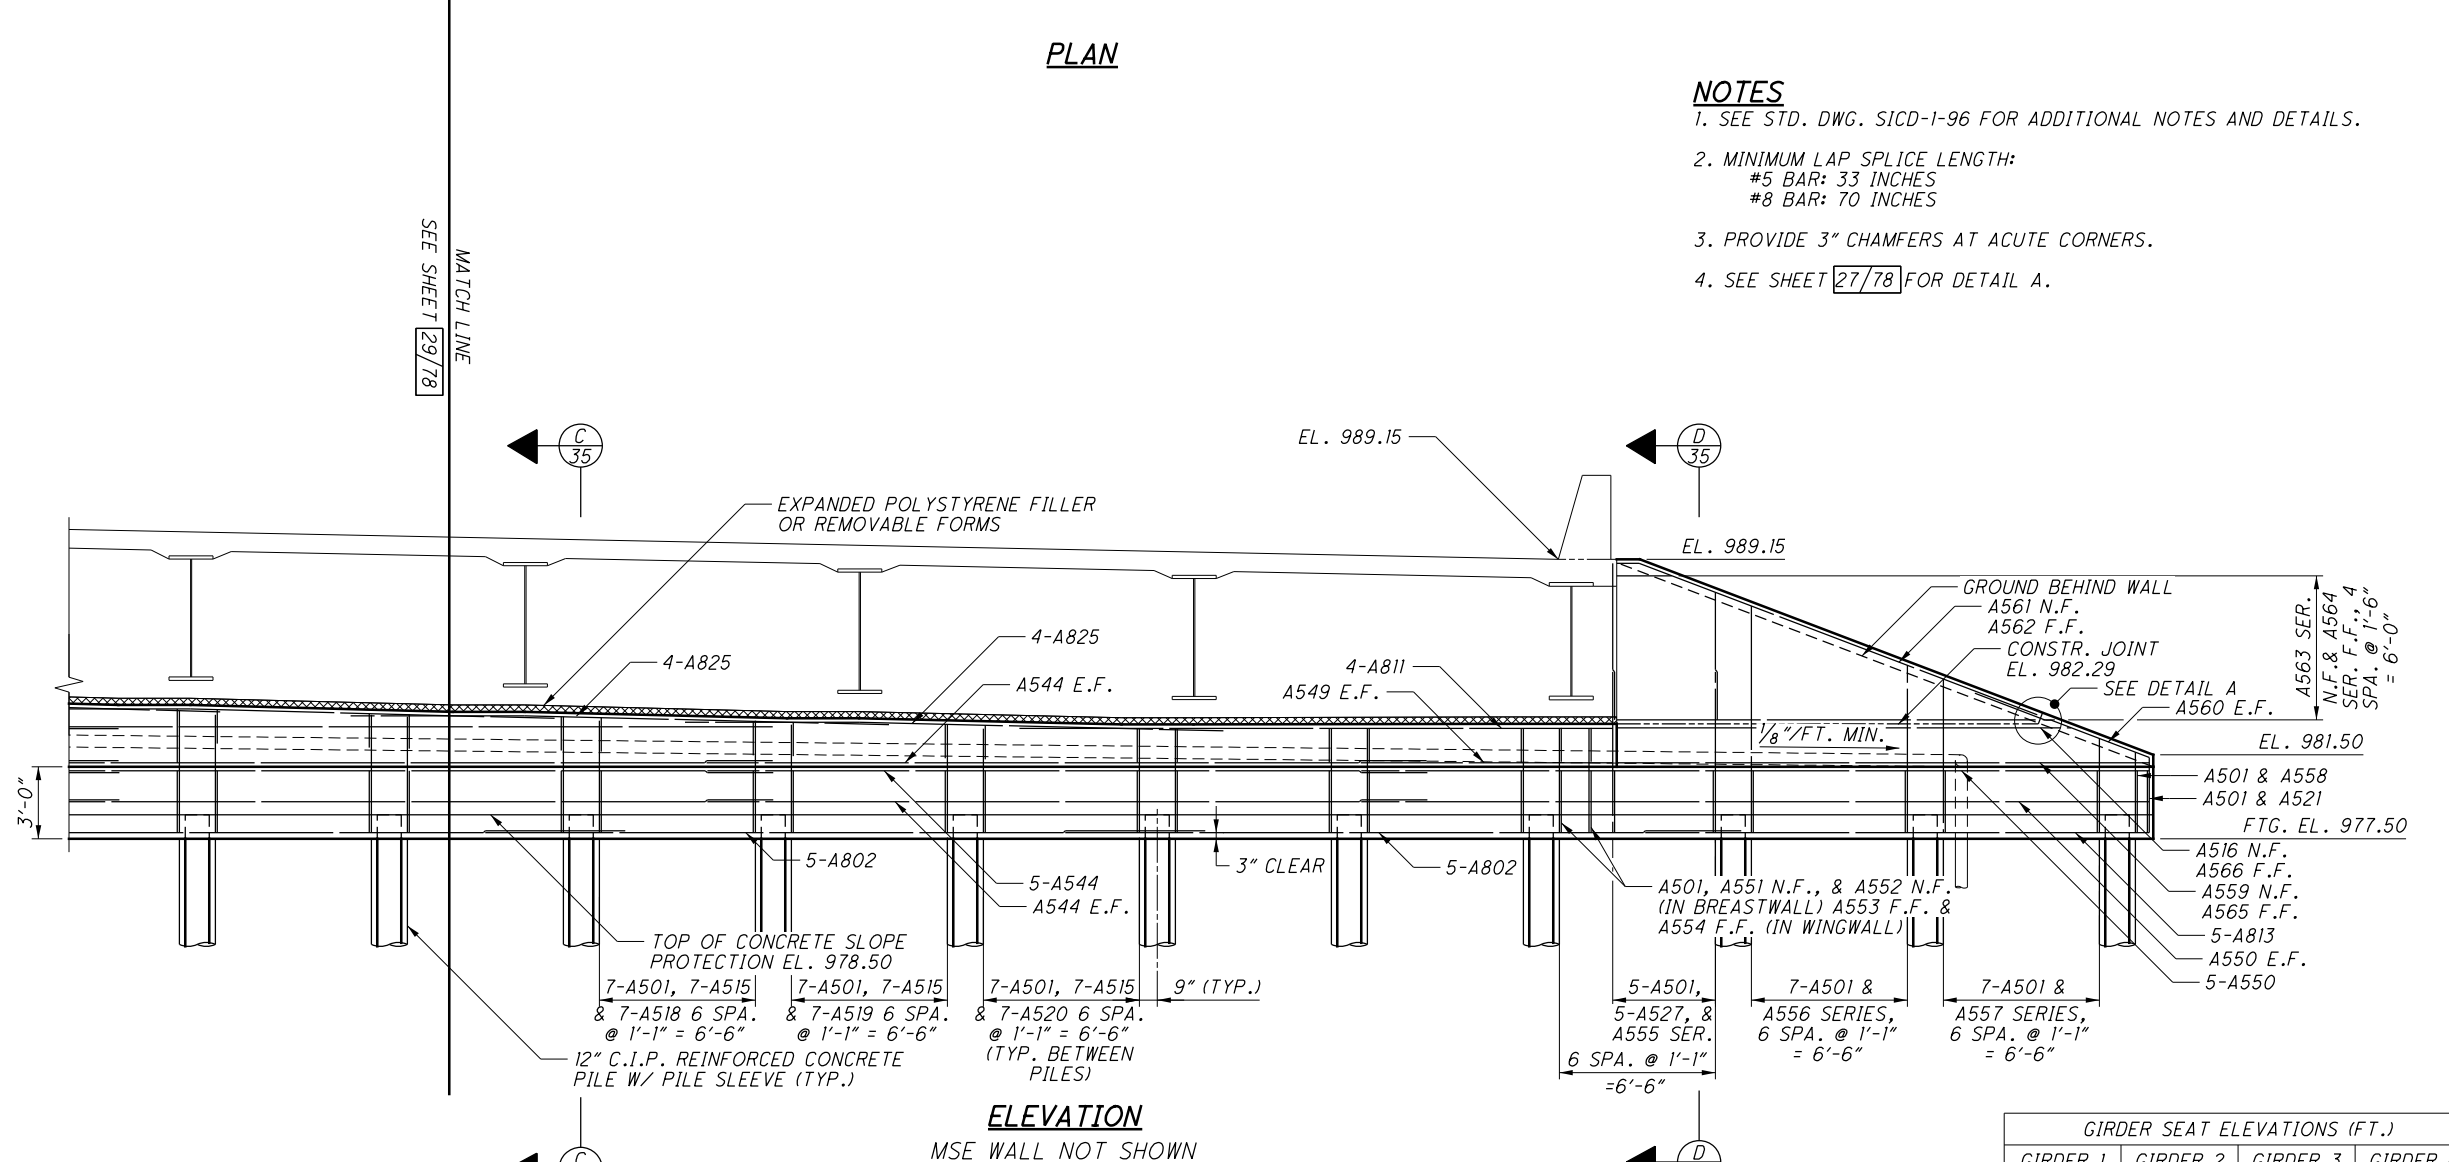 PLAN
NOTES
1. SEE STD. DWG. SICD-1-96 FOR ADDITIONAL NOTES AND DETAILS.
2. MINIMUM LAP SPLICE LENGTH:
#5 BAR: 33 INCHES
#8 BAR: 70 INCHES
3. PROVIDE 3" CHAMFERS AT ACUTE CORNERS.
4. SEE SHEET 27/78 FOR DETAIL A.
MATCH LINE
SEE SHEET 29/78
C
35
D
35
EL. 989.15
EXPANDED POLYSTYRENE FILLER
OR REMOVABLE FORMS
EL. 989.15
GROUND BEHIND WALL
A561 N.F.
A562 F.F.
CONSTR. JOINT
EL. 982.29
SEE DETAIL A
A560 E.F.
A563 SER.
N.F. & A564
SER. F.F., 4
SPA. @ 1'-6"
= 6'-0"
4-A825
4-A825
A544 E.F.
4-A811
A549 E.F.
1/8"/FT. MIN.
EL. 981.50
3'-0"
A501 & A558
A501 & A521
FTG. EL. 977.50
A516 N.F.
A566 F.F.
A559 N.F.
A565 F.F.
5-A813
A550 E.F.
5-A550
5-A802
5-A544
A544 E.F.
3" CLEAR
5-A802
A501, A551 N.F., & A552 N.F.
(IN BREASTWALL) A553 F.F. &
A554 F.F. (IN WINGWALL)
TOP OF CONCRETE SLOPE
PROTECTION EL. 978.50
7-A501, 7-A515
& 7-A518 6 SPA.
@ 1'-1" = 6'-6"
7-A501, 7-A515
& 7-A519 6 SPA.
@ 1'-1" = 6'-6"
7-A501, 7-A515
& 7-A520 6 SPA.
@ 1'-1" = 6'-6"
(TYP. BETWEEN
PILES)
9" (TYP.)
5-A501,
5-A527, &
A555 SER.
6 SPA. @ 1'-1"
=6'-6"
7-A501 &
A556 SERIES,
6 SPA. @ 1'-1"
= 6'-6"
7-A501 &
A557 SERIES,
6 SPA. @ 1'-1"
= 6'-6"
12" C.I.P. REINFORCED CONCRETE
PILE W/ PILE SLEEVE (TYP.)
ELEVATION
MSE WALL NOT SHOWN
C
D
GIRDER SEAT ELEVATIONS (FT.)
GIRDER 1 GIRDER 2 GIRDER 3 GIRDER